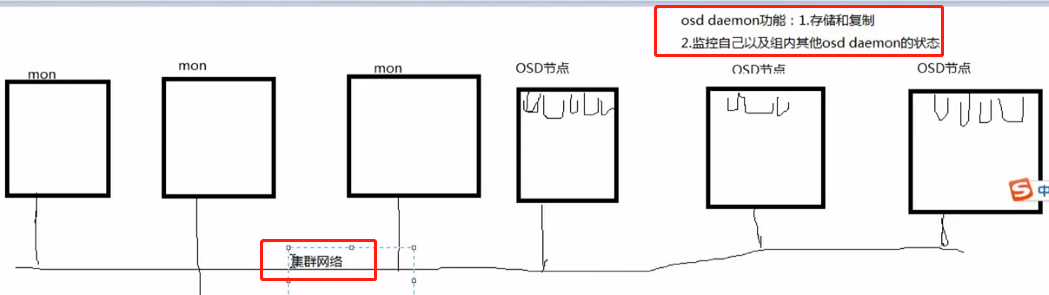 osd daemon功能：1.存储和复制
2.监控自己以及组内其他osd daemon的状态
mon
mon
mon
OSD节点
OSD节点
OSD节点
S 中
集群网络